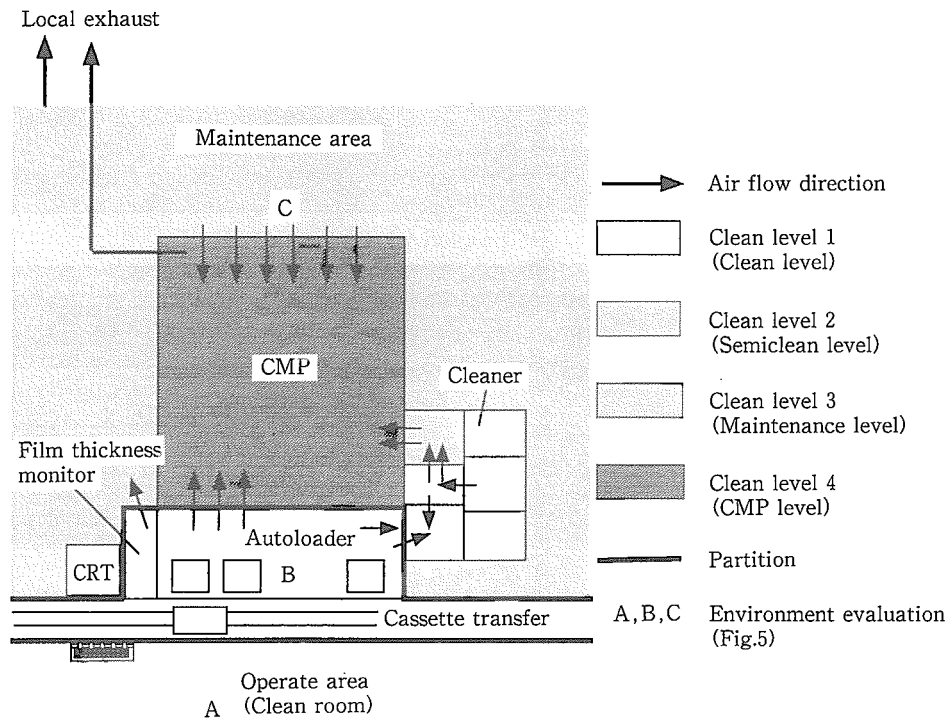 Local exhaust
Maintenance area
C
CMP
Cleaner
Film thickness
monitor
Autoloader
CRT
B
Cassette transfer
Operate area
(Clean room)
A
Air flow direction
Clean level 1
(Clean level)
Clean level 2
(Semiclean level)
Clean level 3
(Maintenance level)
Clean level 4
(CMP level)
Partition
A,B,C Environment evaluation
(Fig.5)